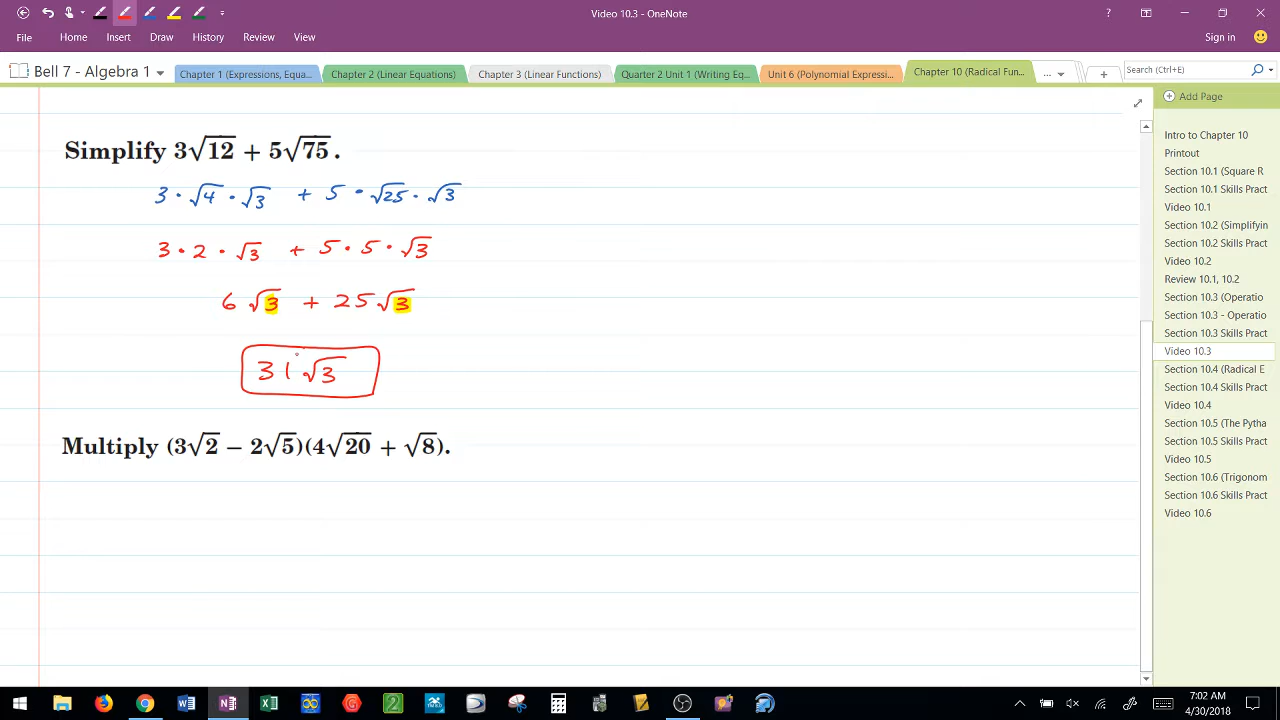 Video 10.3 - OneNote
File Home Insert Draw History Review View Sign in
Bell 7 - Algebra 1 Chapter 1 (Expressions, Equa... Chapter 2 (Linear Equations) Chapter 3 (Linear Functions) Quarter 2 Unit 1 (Writing Eq... Unit 6 (Polynomial Expressi... Chapter 10 (Radical Fun... ... + Search (Ctrl+E)
Add Page
Simplify 3√12 + 5√75.
3 · √4 · √3 + 5 · √25 · √3
3 · 2 · √3 + 5 · 5 · √3
6√3 + 25√3
31√3
Multiply (3√2 − 2√5)(4√20 + √8).
Intro to Chapter 10
Printout
Section 10.1 (Square R
Section 10.1 Skills Pract
Video 10.1
Section 10.2 (Simplifyin
Section 10.2 Skills Pract
Video 10.2
Review 10.1, 10.2
Section 10.3 (Operatio
Section 10.3 - Operatio
Section 10.3 Skills Pract
Video 10.3
Section 10.4 (Radical E
Section 10.4 Skills Pract
Video 10.4
Section 10.5 (The Pytha
Section 10.5 Skills Pract
Video 10.5
Section 10.6 (Trigonom
Section 10.6 Skills Pract
Video 10.6
7:02 AM
4/30/2018